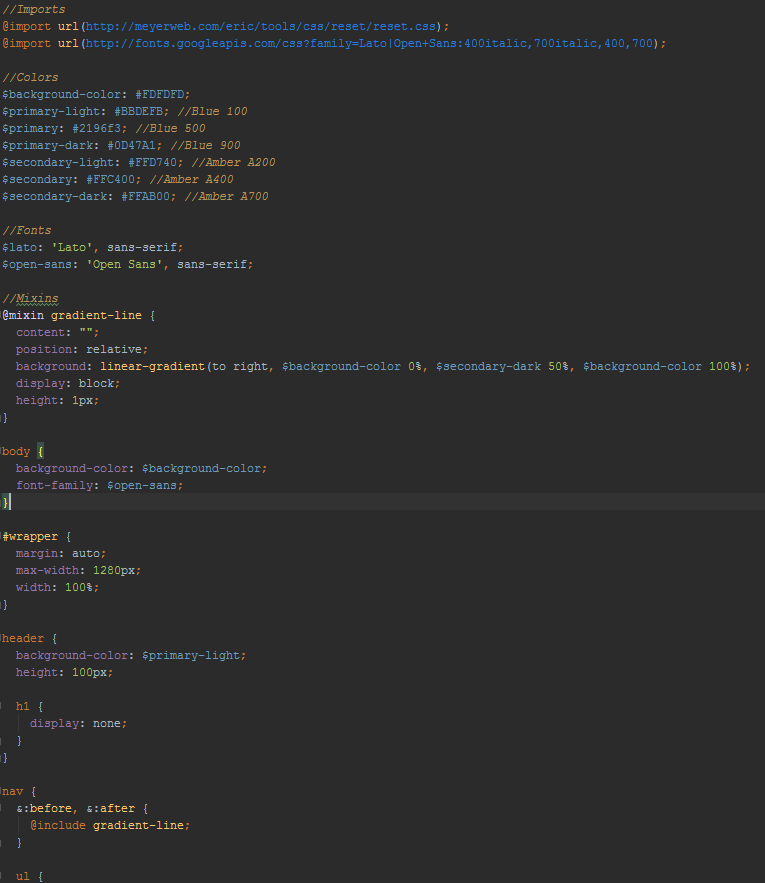 //Imports
@import url(http://meyerweb.com/eric/tools/css/reset/reset.css);
@import url(http://fonts.googleapis.com/css?family=Lato|Open+Sans:400italic,700italic,400,700);

//Colors
$background-color: #FDFDFD;
$primary-light: #BBDEFB; //Blue 100
$primary: #2196f3; //Blue 500
$primary-dark: #0D47A1; //Blue 900
$secondary-light: #FFD740; //Amber A200
$secondary: #FFC400; //Amber A400
$secondary-dark: #FFAB00; //Amber A700

//Fonts
$lato: 'Lato', sans-serif;
$open-sans: 'Open Sans', sans-serif;

//Mixins
@mixin gradient-line {
  content: "";
  position: relative;
  background: linear-gradient(to right, $background-color 0%, $secondary-dark 50%, $background-color 100%);
  display: block;
  height: 1px;
}

body {
  background-color: $background-color;
  font-family: $open-sans;
}

#wrapper {
  margin: auto;
  max-width: 1280px;
  width: 100%;
}

header {
  background-color: $primary-light;
  height: 100px;

  h1 {
    display: none;
  }
}

nav {
  &:before, &:after {
    @include gradient-line;
  }

  ul {